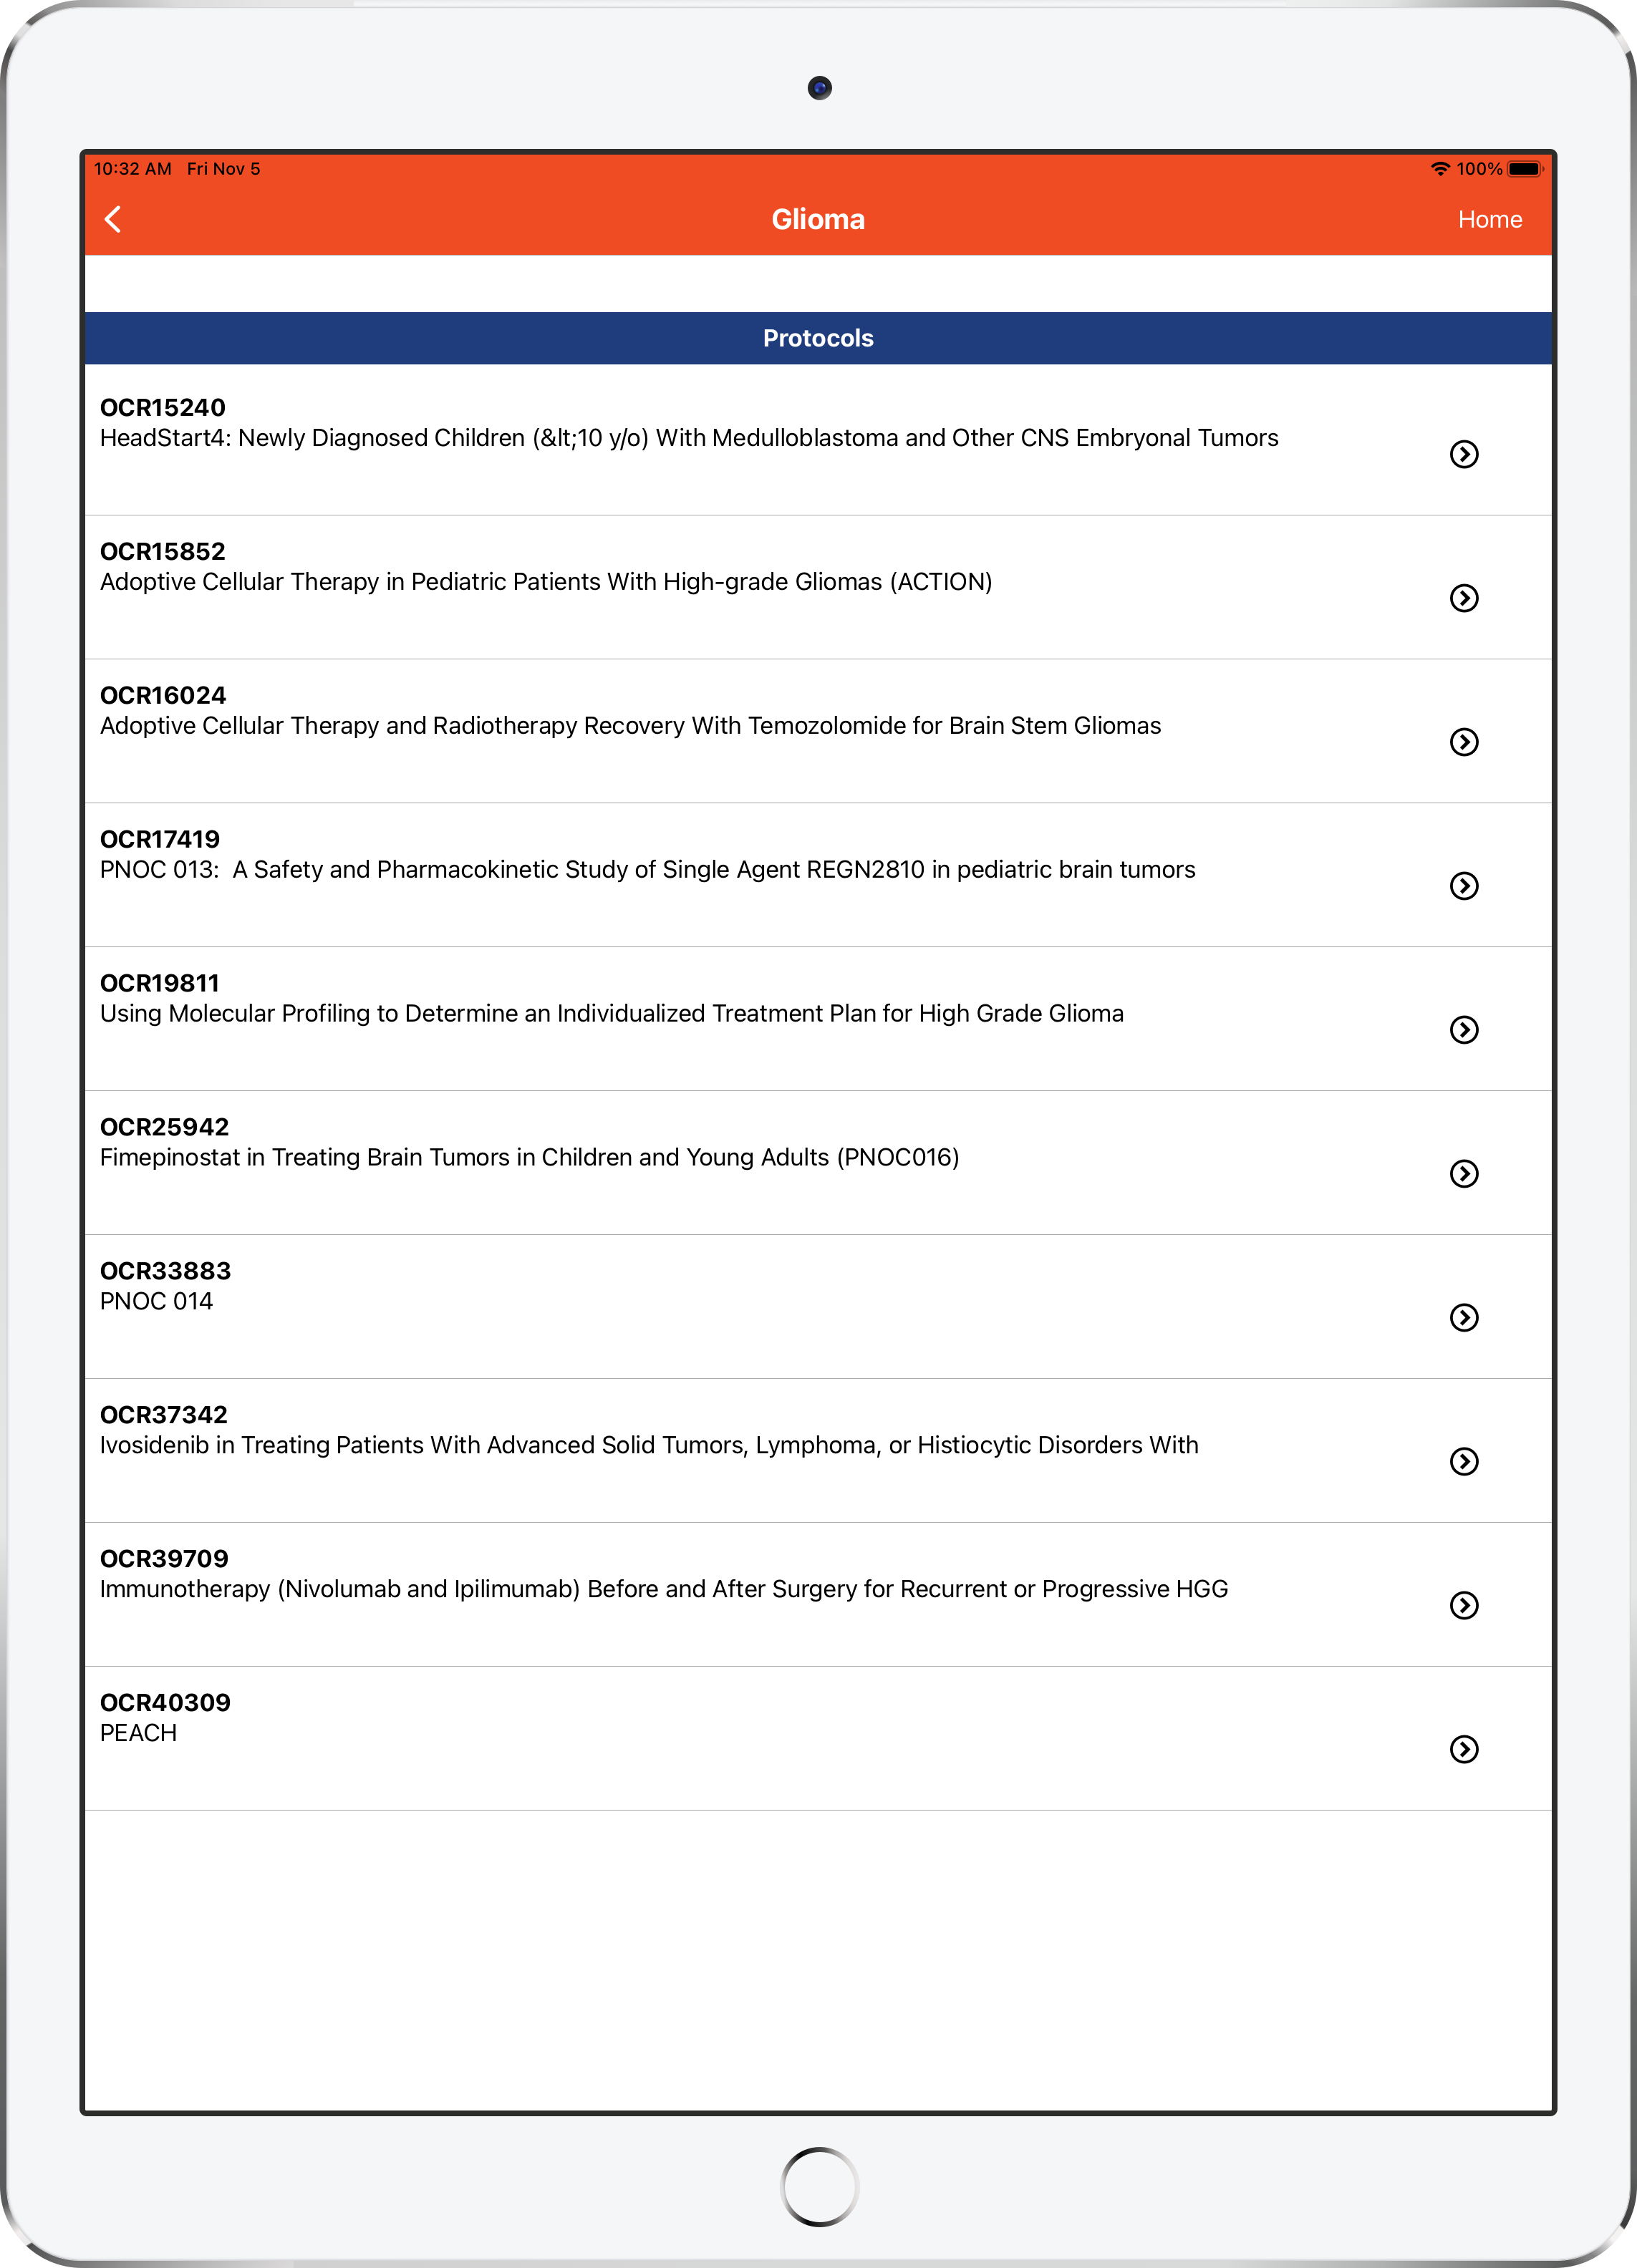 10:32 AM Fri Nov 5 100%
Glioma Home
Protocols
OCR15240
HeadStart4: Newly Diagnosed Children (&lt;10 y/o) With Medulloblastoma and Other CNS Embryonal Tumors
OCR15852
Adoptive Cellular Therapy in Pediatric Patients With High-grade Gliomas (ACTION)
OCR16024
Adoptive Cellular Therapy and Radiotherapy Recovery With Temozolomide for Brain Stem Gliomas
OCR17419
PNOC 013:  A Safety and Pharmacokinetic Study of Single Agent REGN2810 in pediatric brain tumors
OCR19811
Using Molecular Profiling to Determine an Individualized Treatment Plan for High Grade Glioma
OCR25942
Fimepinostat in Treating Brain Tumors in Children and Young Adults (PNOC016)
OCR33883
PNOC 014
OCR37342
Ivosidenib in Treating Patients With Advanced Solid Tumors, Lymphoma, or Histiocytic Disorders With
OCR39709
Immunotherapy (Nivolumab and Ipilimumab) Before and After Surgery for Recurrent or Progressive HGG
OCR40309
PEACH